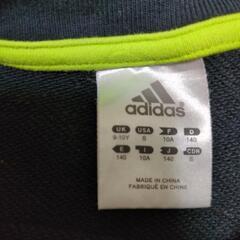 adidas
UK USA F D
9-10Y S 10A 140
E I J CDN
140 10A 140 S
MADE IN CHINA
FABRIQUÉ EN CHINE